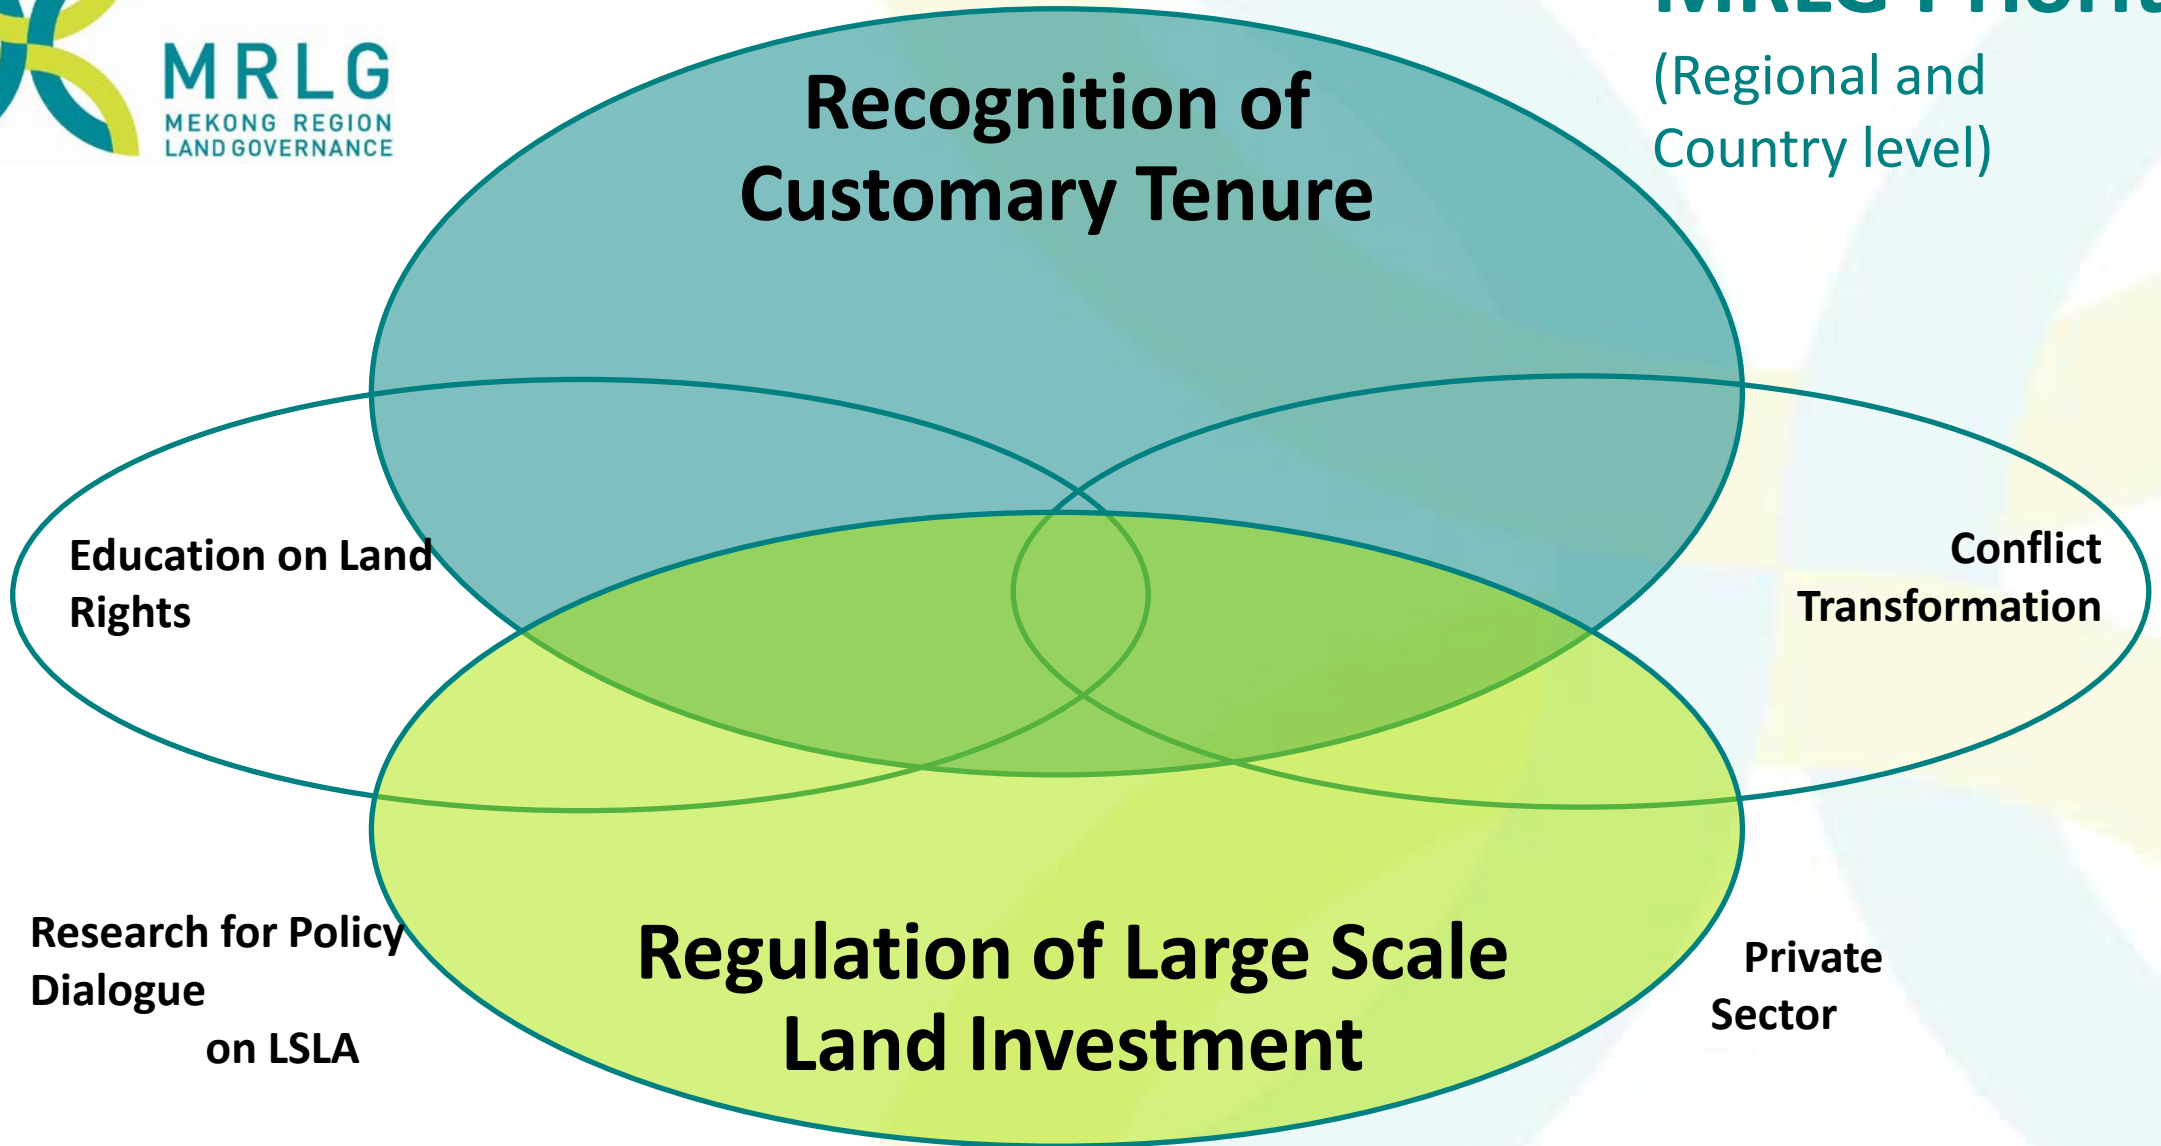 MRLG
MEKONG REGION
LAND GOVERNANCE
MRLG
(Regional and
Country level)
Recognition of
Customary Tenure
Education on Land
Rights
Conflict
Transformation
Research for Policy
Dialogue
on LSLA
Regulation of Large Scale
Land Investment
Private
Sector